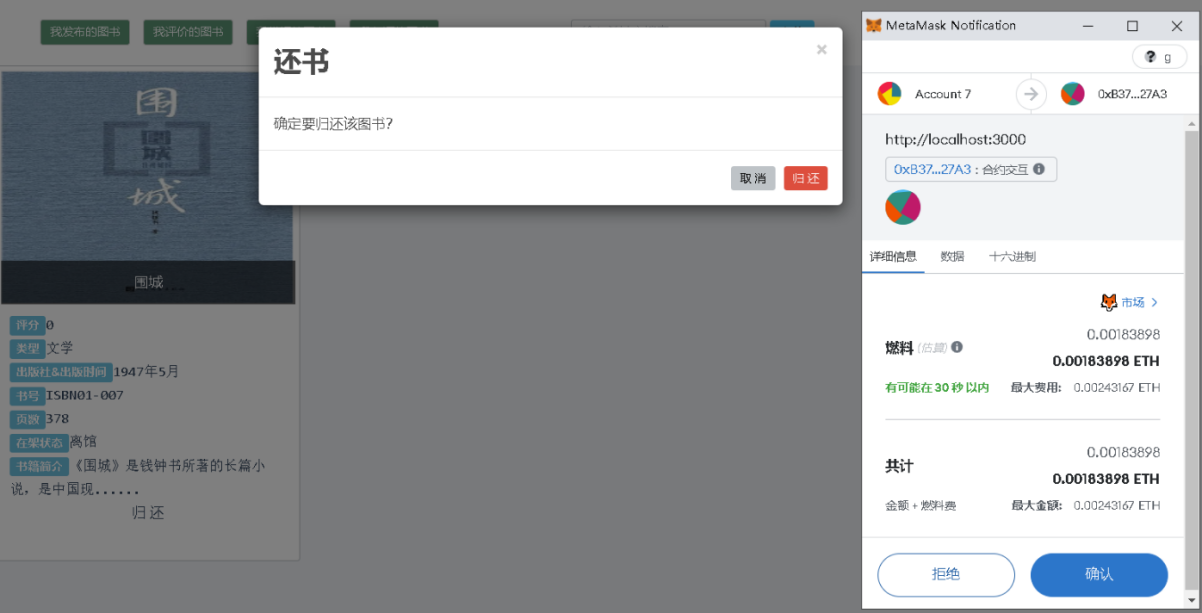 我发布的图书
我评价的图书
还书
×
确定要归还该图书?
取消
归还
围
围城
城
围城
评分 0
类型 文学
出版社&出版时间 1947年5月
书号 ISBN01-007
页数 378
在架状态 离馆
书籍简介 《围城》是钱钟书所著的长篇小
说，是中国现......
归还
MetaMask Notification
? g
Account 7
0xB37...27A3
http://localhost:3000
0xB37...27A3 : 合约交互
详细信息
数据
十六进制
市场 >
0.00183898
燃料 (估算)
0.00183898 ETH
有可能在 30 秒 以内
最大费用: 0.00243167 ETH
0.00183898
共计
0.00183898 ETH
金额 + 燃料费
最大金额: 0.00243167 ETH
拒绝
确认